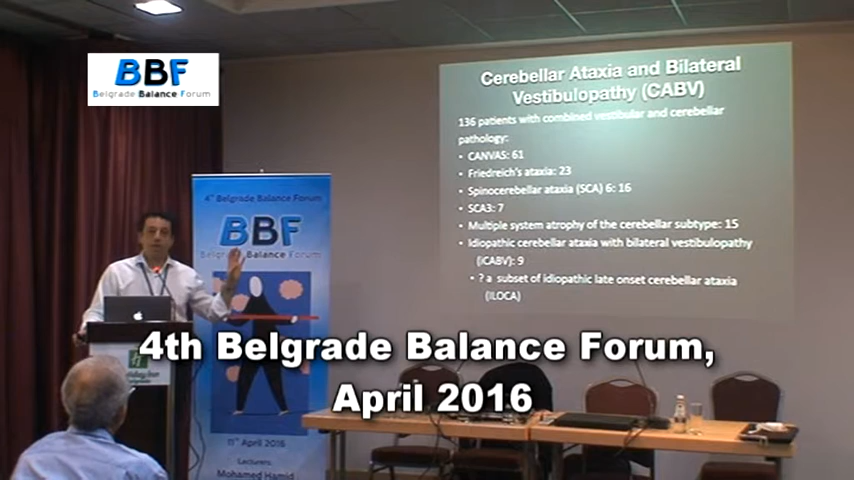 BBF
Belgrade Balance Forum
Cerebellar Ataxia and Bilateral
Vestibulopathy (CABV)
136 patients with combined vestibular and cerebellar
pathology:
• CANVAS: 61
• Friedreich's ataxia: 23
• Spinocerebellar ataxia (SCA) 6: 16
• SCA3: 7
• Multiple system atrophy of the cerebellar subtype: 15
• Idiopathic cerebellar ataxia with bilateral vestibulopathy
(iCABV): 9
• ? a subset of idiopathic late onset cerebellar ataxia
(ILOCA)
4th Belgrade Balance Forum
BBF
Belgrade Balance Forum
4th Belgrade Balance Forum,
April 2016
11th April 2016
Lecturers:
Mohamed Hamid